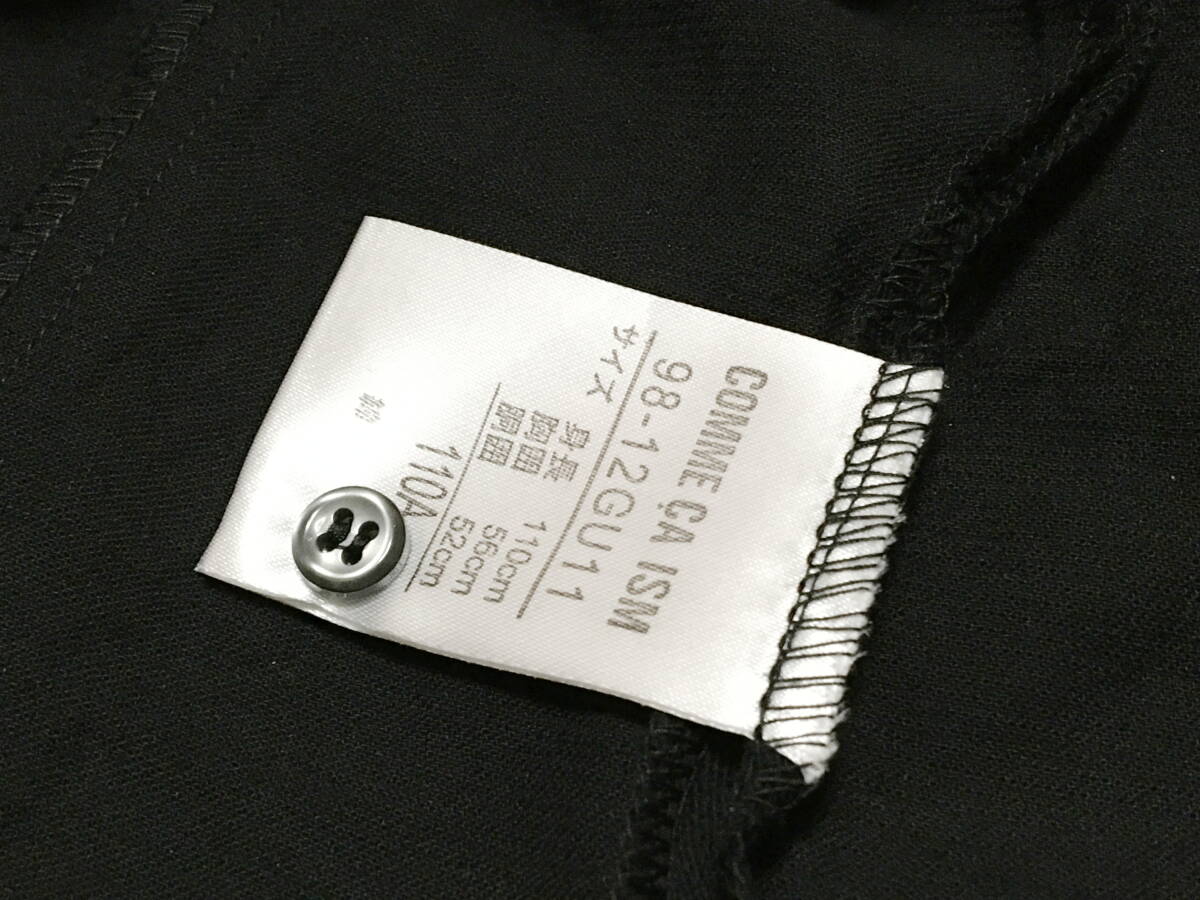 COMME ÇA ISM
98-12GU11
サイズ
身長 110cm
胸囲 56cm
胴囲 52cm
110A